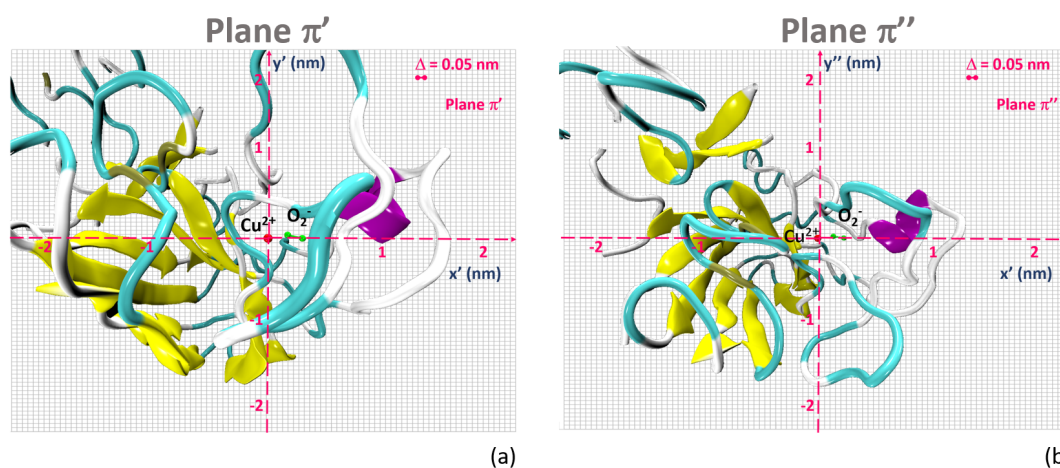 Plane π’
y’ (nm)
Δ = 0.05 nm
Plane π’
2
1
Cu²⁺
O₂⁻
-2
-1
1
2
x’ (nm)
-1
-2
(a)
Plane π’’
y’’ (nm)
Δ = 0.05 nm
Plane π’’
2
1
O₂⁻
Cu²⁺
-2
-1
1
x’ (nm)
-1
-2
(b